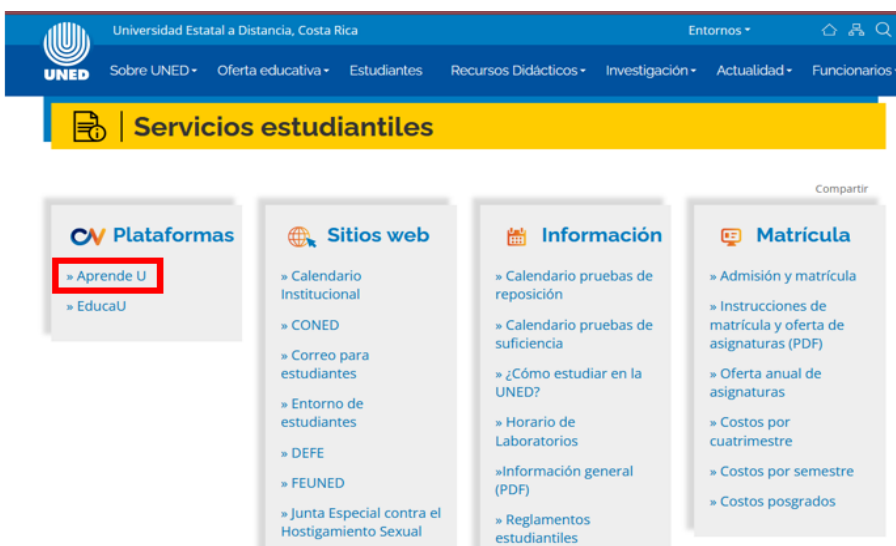 Universidad Estatal a Distancia, Costa Rica
Entornos
UNED
Sobre UNED
Oferta educativa
Estudiantes
Recursos Didácticos
Investigación
Actualidad
Funcionarios
Servicios estudiantiles
Compartir
Plataformas
» Aprende U
» EducaU
Sitios web
» Calendario
Institucional
» CONED
» Correo para
estudiantes
» Entorno de
estudiantes
» DEFE
» FEUNED
» Junta Especial contra el
Hostigamiento Sexual
Información
» Calendario pruebas de
reposición
» Calendario pruebas de
suficiencia
» ¿Cómo estudiar en la
UNED?
» Horario de
Laboratorios
»Información general
(PDF)
» Reglamentos
estudiantiles
Matrícula
» Admisión y matrícula
» Instrucciones de
matrícula y oferta de
asignaturas (PDF)
» Oferta anual de
asignaturas
» Costos por
cuatrimestre
» Costos por semestre
» Costos posgrados